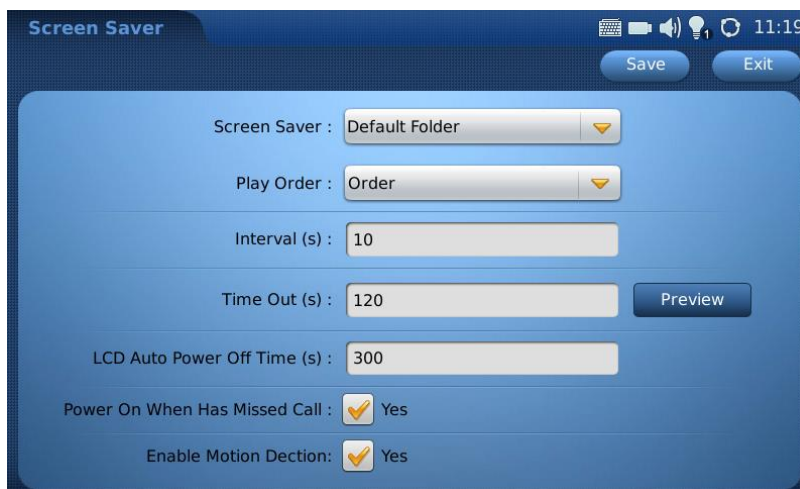 Screen Saver 1 11:19
Save Exit
Screen Saver : Default Folder
Play Order : Order
Interval (s) : 10
Time Out (s) : 120 Preview
LCD Auto Power Off Time (s) : 300
Power On When Has Missed Call : Yes
Enable Motion Dection: Yes